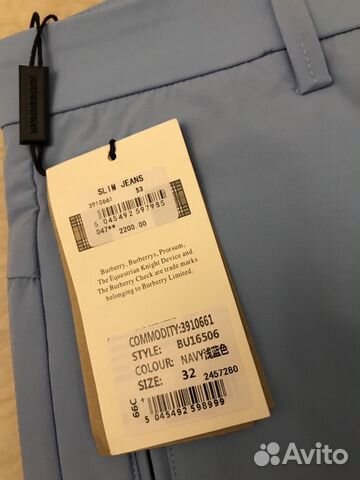 SLIM JEANS
3910661 53
5 045492 597985
047** 2200.00
Burberry, Burberrys, Prorsum,
The Equestrian Knight Device and
The Burberry Check are trade marks
belonging to Burberry Limited.
COMMODITY:3910661
STYLE: BU16506
COLOUR: NAVY浅蓝色
SIZE: 32 2457280
66C
5 045492 598999
Avito